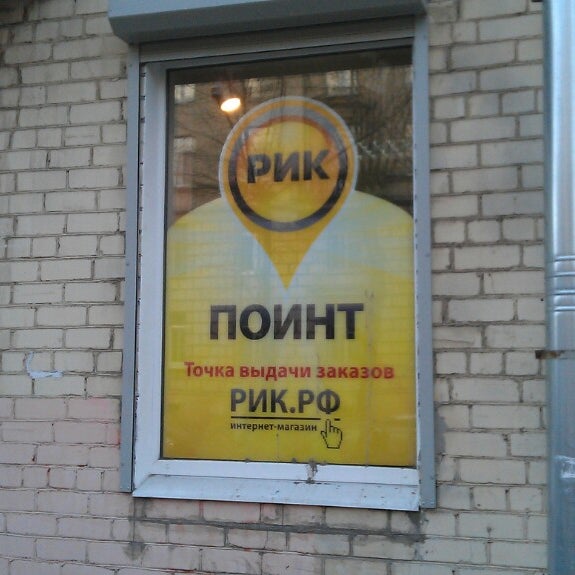 РИК
ПОИНТ
Точка выдачи заказов
РИК.РФ
интернет-магазин